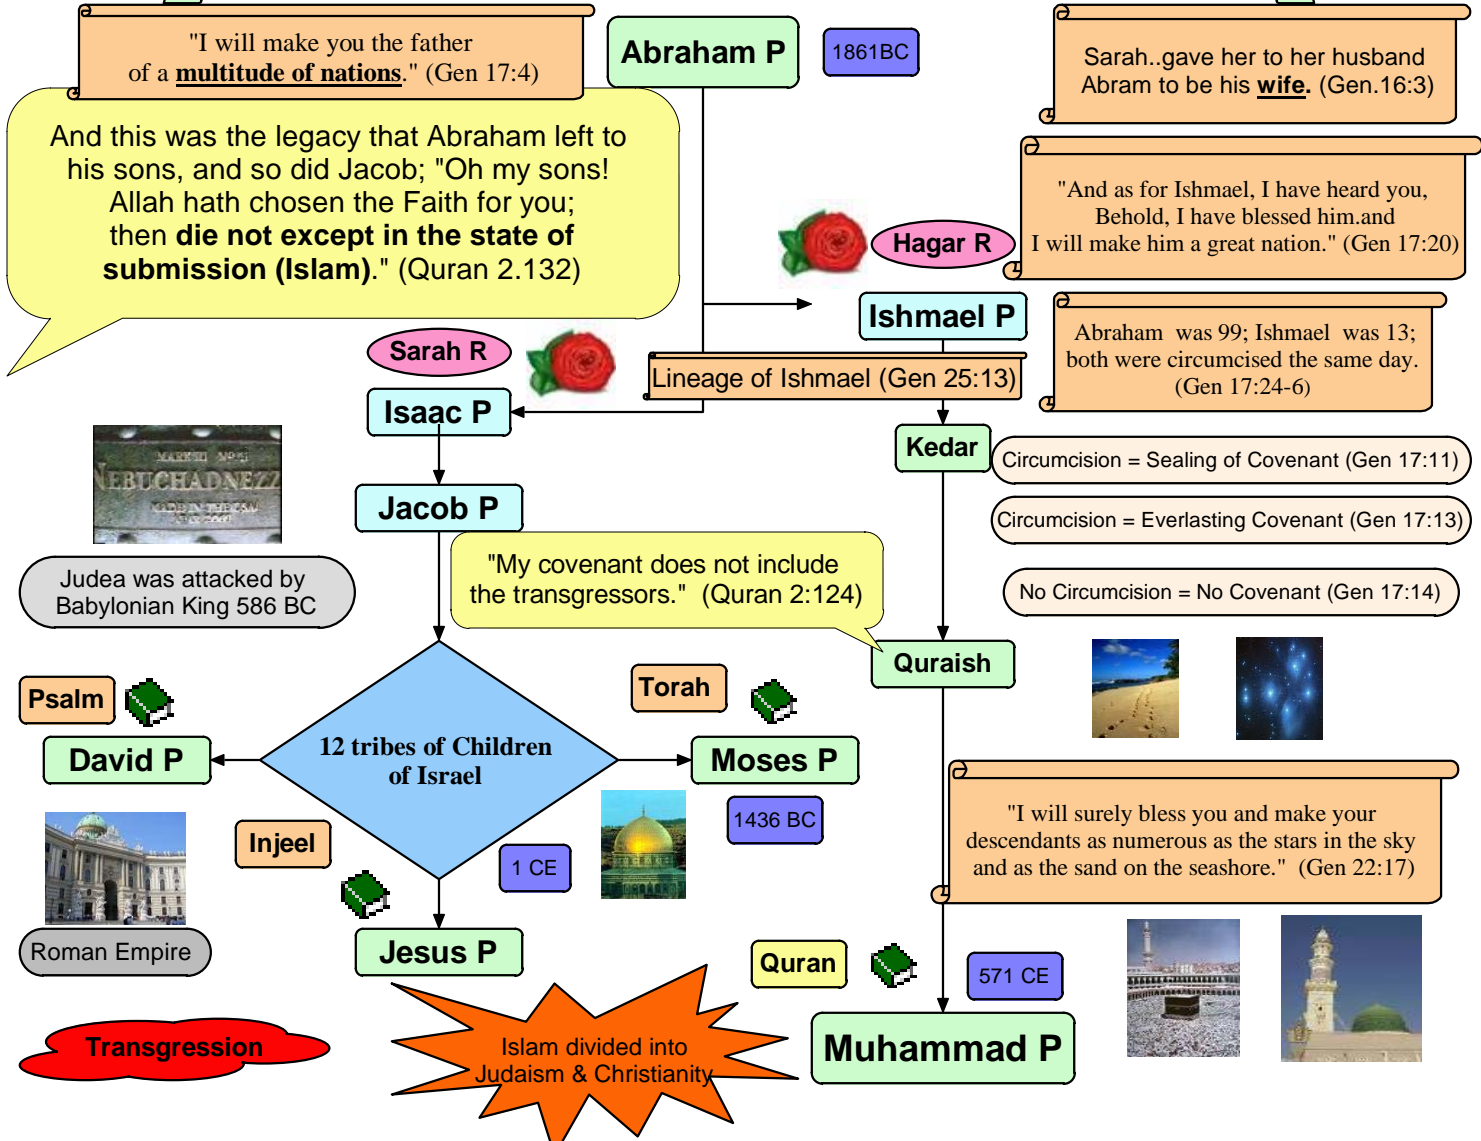 "I will make you the father
of a multitude of nations." (Gen 17:4)
Abraham P
1861BC
Sarah..gave her to her husband
Abram to be his wife. (Gen.16:3)
And this was the legacy that Abraham left to
his sons, and so did Jacob; "Oh my sons!
Allah hath chosen the Faith for you;
then die not except in the state of
submission (Islam)." (Quran 2.132)
"And as for Ishmael, I have heard you,
Behold, I have blessed him.and
I will make him a great nation." (Gen 17:20)
Hagar R
Ishmael P
Abraham was 99; Ishmael was 13;
both were circumcised the same day.
(Gen 17:24-6)
Sarah R
Lineage of Ishmael (Gen 25:13)
Isaac P
Kedar
Circumcision = Sealing of Covenant (Gen 17:11)
MARK III Nº 11
NEBUCHADNEZZ
MADE IN THE USA
Jacob P
Circumcision = Everlasting Covenant (Gen 17:13)
"My covenant does not include
the transgressors." (Quran 2:124)
Judea was attacked by
Babylonian King 586 BC
No Circumcision = No Covenant (Gen 17:14)
Quraish
Psalm
Torah
David P
12 tribes of Children
of Israel
Moses P
1436 BC
"I will surely bless you and make your
descendants as numerous as the stars in the sky
and as the sand on the seashore." (Gen 22:17)
Injeel
1 CE
Roman Empire
Jesus P
Quran
571 CE
Transgression
Islam divided into
Judaism & Christianity
Muhammad P